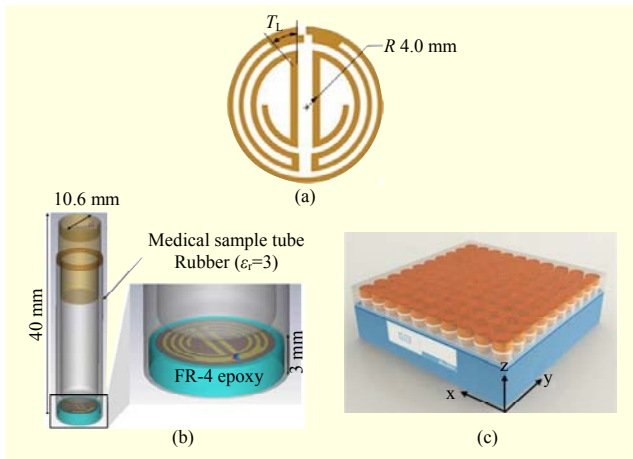 T_L
R 4.0 mm
(a)
10.6 mm
Medical sample tube
Rubber (ε_r=3)
40 mm
FR-4 epoxy
3 mm
(b)
z
x
y
(c)